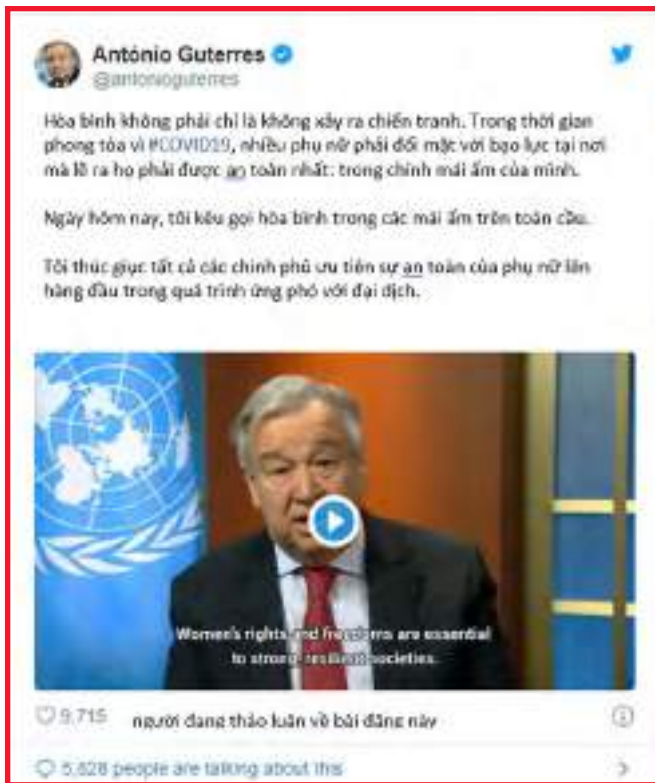 António Guterres
@antonioguterres
Hòa bình không phải chỉ là không xảy ra chiến tranh. Trong thời gian
phong tỏa vì #COVID19, nhiều phụ nữ phải đối mặt với bạo lực tại nơi
mà lẽ ra họ phải được an toàn nhất: trong chính mái ấm của mình.
Ngày hôm nay, tôi kêu gọi hòa bình trong các mái ấm trên toàn cầu.
Tôi thúc giục tất cả các chính phủ ưu tiên sự an toàn của phụ nữ lên
hàng đầu trong quá trình ứng phó với đại dịch.
Women's rights and freedoms are essential
to strong, resilient societies.
9,715 người đang thảo luận về bài đăng này
5,828 people are talking about this